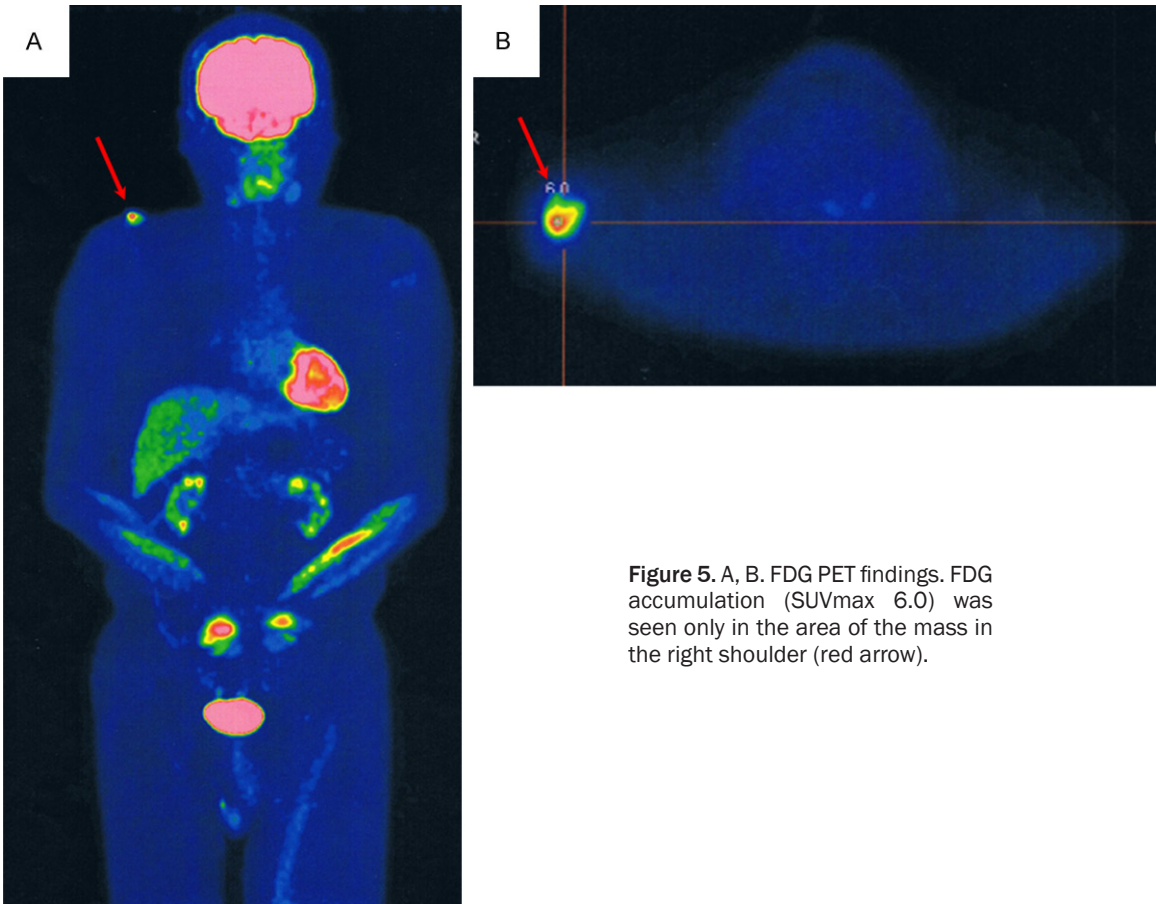 A
B
R
6.0
Figure 5. A, B. FDG PET findings. FDG
accumulation (SUVmax 6.0) was
seen only in the area of the mass in
the right shoulder (red arrow).